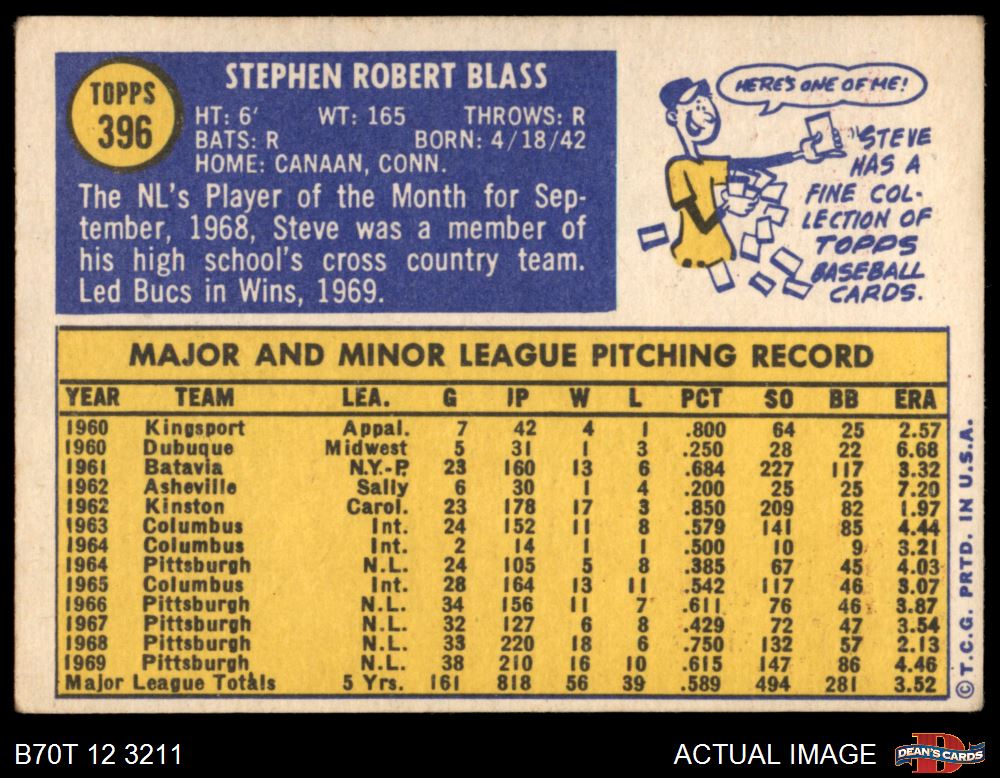 TOPPS
396
STEPHEN ROBERT BLASS
HT: 6' WT: 165 THROWS: R
BATS: R BORN: 4/18/42
HOME: CANAAN, CONN.
The NL's Player of the Month for Sep-
tember, 1968, Steve was a member of
his high school's cross country team.
Led Bucs in Wins, 1969.
HERE'S ONE OF ME!
STEVE
HAS A
FINE COL-
LECTION OF
TOPPS
BASEBALL
CARDS.
MAJOR AND MINOR LEAGUE PITCHING RECORD
YEAR TEAM LEA. G IP W L PCT SO BB ERA
1960 Kingsport Appal. 7 42 4 1 .800 64 25 2.57
1960 Dubuque Midwest 5 31 1 3 .250 28 22 6.68
1961 Batavia N.Y.-P. 23 160 13 6 .684 227 117 3.32
1962 Asheville Sally 6 30 1 4 .200 25 25 7.20
1962 Kinston Carol. 23 178 17 3 .850 209 82 1.97
1963 Columbus Int. 24 152 11 8 .579 141 85 4.44
1964 Columbus Int. 2 14 1 1 .500 10 9 3.21
1964 Pittsburgh N.L. 24 105 5 8 .385 67 45 4.03
1965 Columbus Int. 28 164 13 11 .542 117 46 3.07
1966 Pittsburgh N.L. 34 156 11 7 .611 76 46 3.87
1967 Pittsburgh N.L. 32 127 6 8 .429 72 47 3.54
1968 Pittsburgh N.L. 33 220 18 6 .750 132 57 2.13
1969 Pittsburgh N.L. 38 210 16 10 .615 147 86 4.46
Major League Totals 5 Yrs. 161 818 56 39 .589 494 281 3.52
© T.C.G. PRTD. IN U.S.A.
B70T 12 3211
ACTUAL IMAGE
DEAN'S CARDS